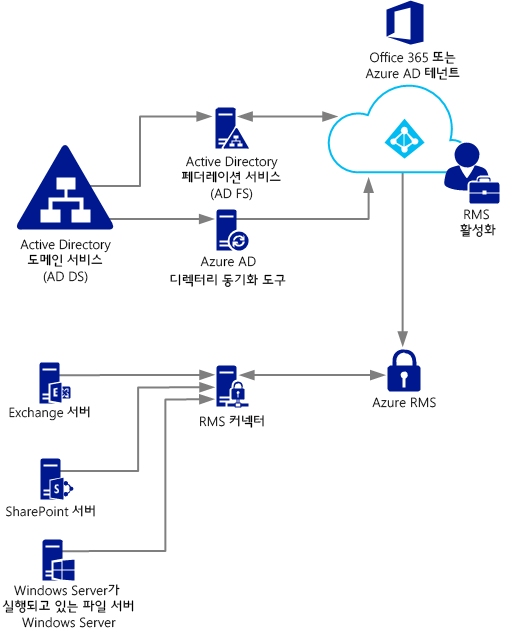 Office 365 또는
Azure AD 테넌트
Active Directory
페더레이션 서비스
(AD FS)
RMS
활성화
Active Directory
도메인 서비스
(AD DS)
Azure AD
디렉터리 동기화 도구
Exchange 서버
RMS 커넥터
Azure RMS
SharePoint 서버
Windows Server가
실행되고 있는 파일 서버
Windows Server